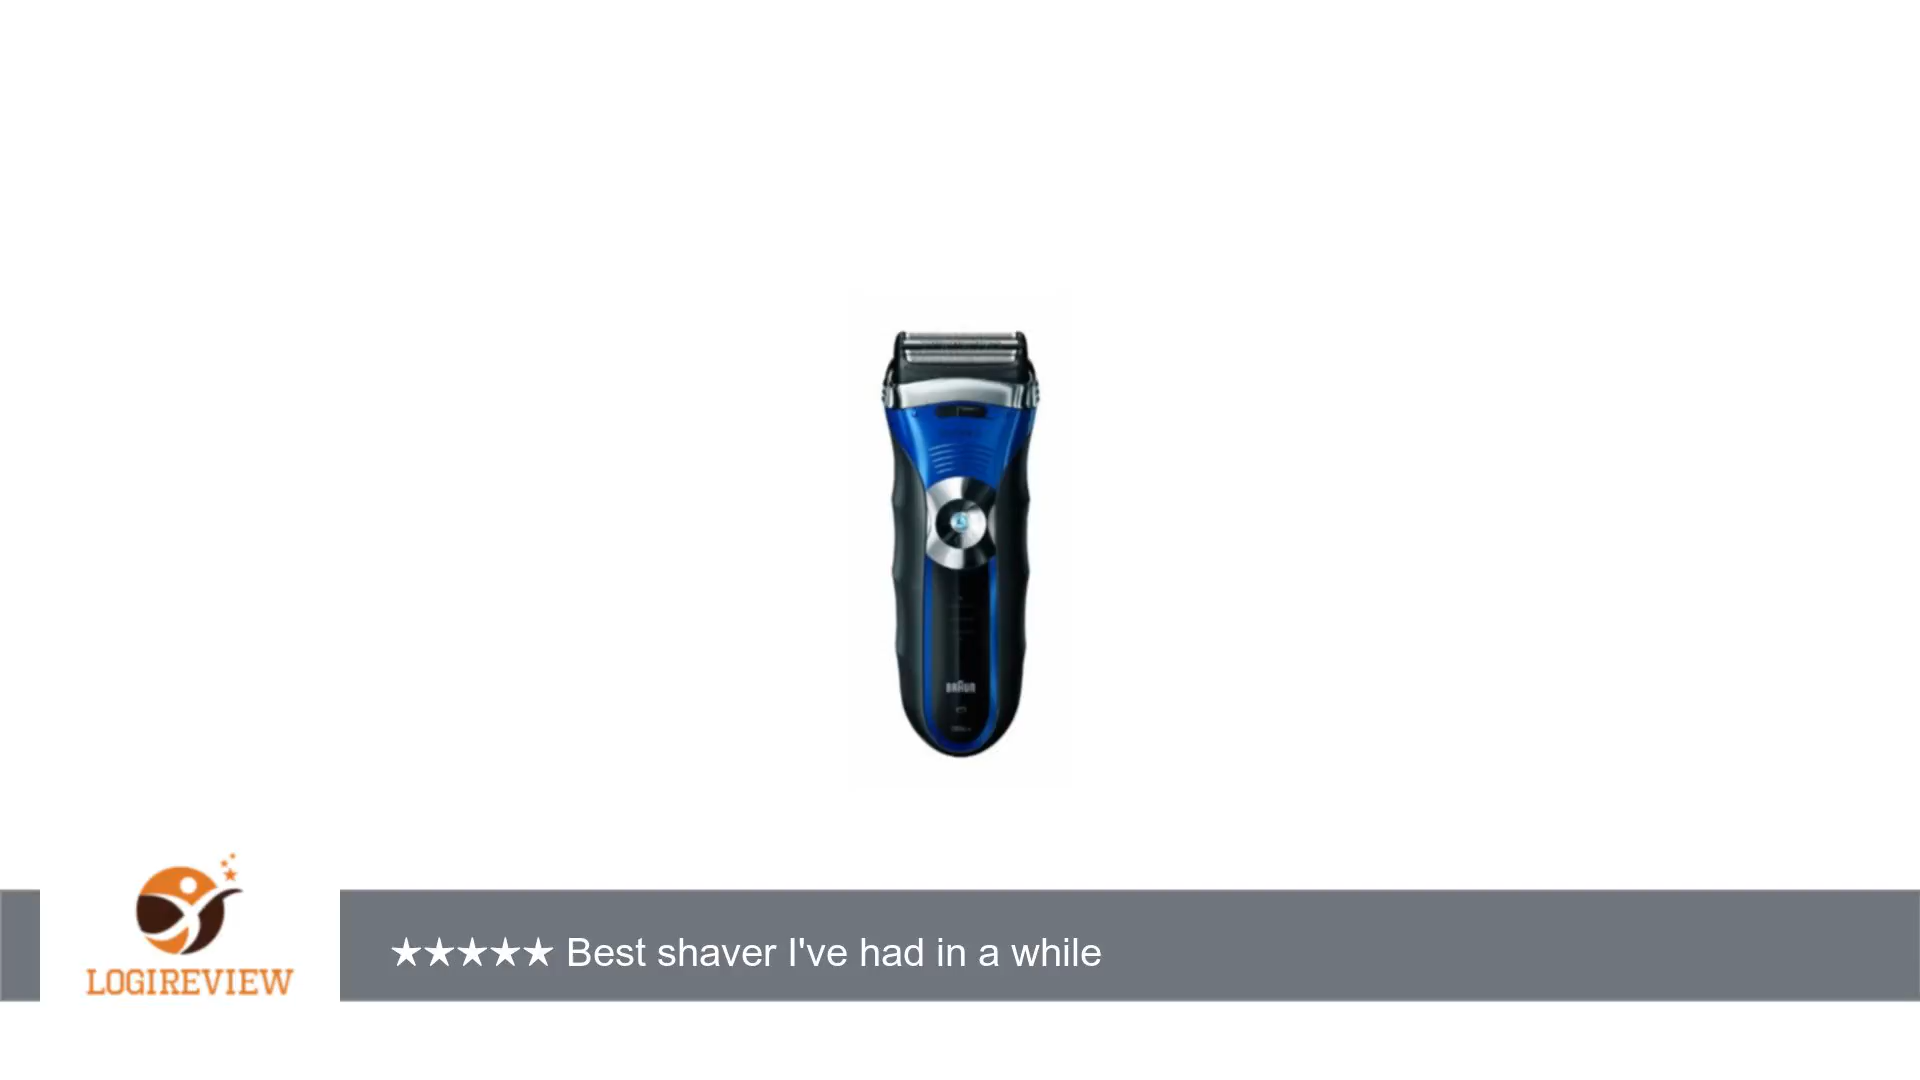 BRAUN
LOGIREVIEW
★★★★★ Best shaver I've had in a while